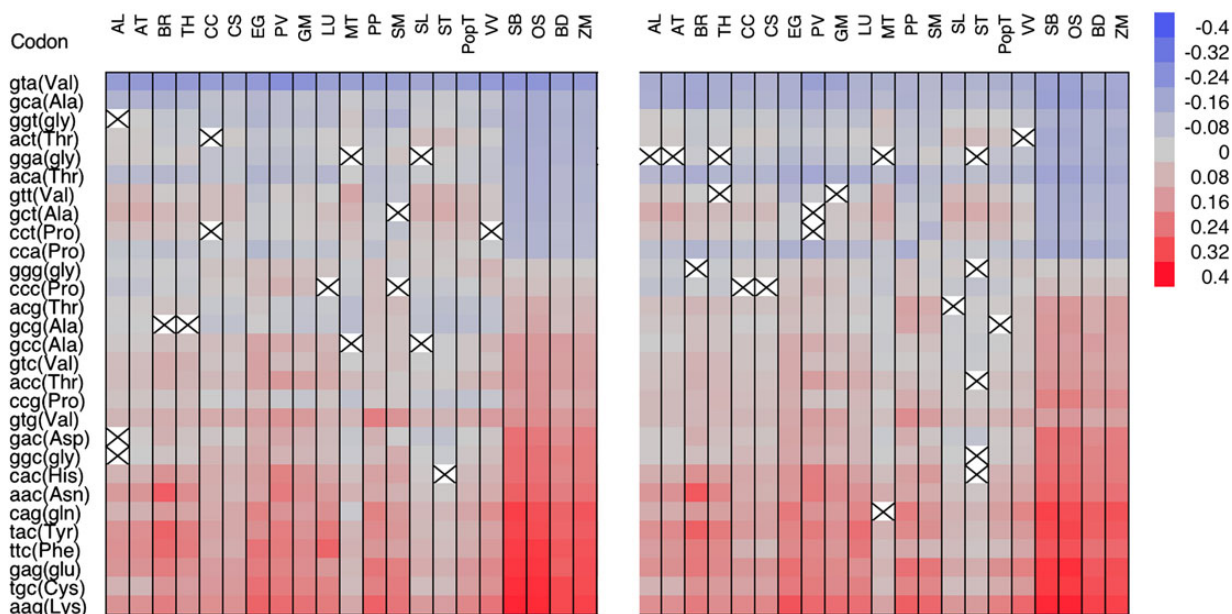 AL AT BR TH CC CS EG PV GM LU MT PP SM SL ST PopT VV SB OS BD ZM
AL AT BR TH CC CS EG PV GM LU MT PP SM SL ST PopT VV SB OS BD ZM
Codon
gta(Val)
gca(Ala)
ggt(gly)
act(Thr)
gga(gly)
aca(Thr)
gtt(Val)
gct(Ala)
cct(Pro)
cca(Pro)
ggg(gly)
ccc(Pro)
acg(Thr)
gcg(Ala)
gcc(Ala)
gtc(Val)
acc(Thr)
ccg(Pro)
gtg(Val)
gac(Asp)
ggc(gly)
cac(His)
aac(Asn)
cag(gln)
tac(Tyr)
ttc(Phe)
gag(glu)
tgc(Cys)
aag(Lys)
-0.4
-0.32
-0.24
-0.16
-0.08
0
0.08
0.16
0.24
0.32
0.4